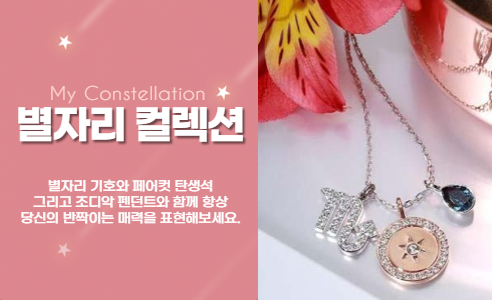 My Constellation
별자리 컬렉션
별자리 기호와 페어컷 탄생석
그리고 조디악 펜던트와 함께 항상
당신의 반짝이는 매력을 표현해보세요.